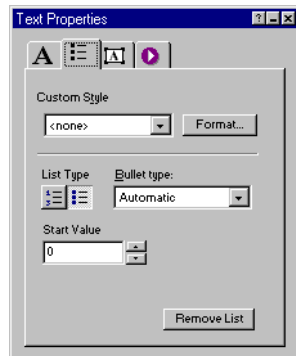 Text Properties
A
A
Custom Style
<none>
Format...
List Type
Bullet type:
Automatic
Start Value
0
Remove List